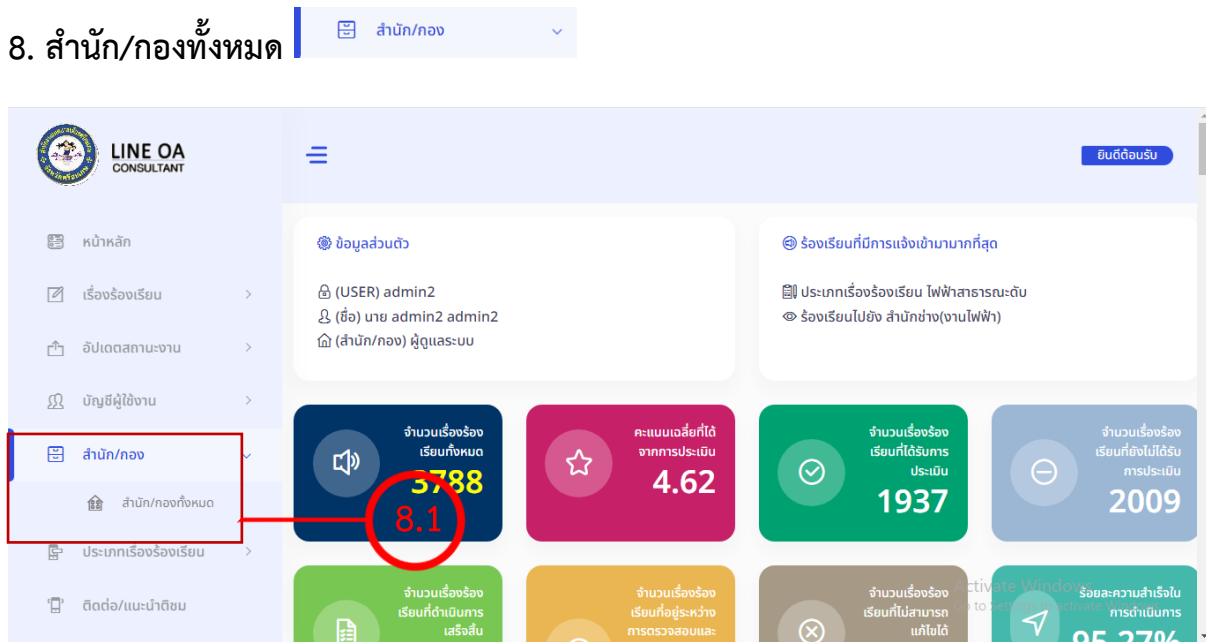 8. สำนัก/กองทั้งหมด
สำนัก/กอง
LINE OA
CONSULTANT
ยินดีต้อนรับ
หน้าหลัก
เรื่องร้องเรียน
อัปเดตสถานะงาน
บัญชีผู้ใช้งาน
สำนัก/กอง
สำนัก/กองทั้งหมด
ประเภทเรื่องร้องเรียน
ติดต่อ/แนะนำติชม
ข้อมูลส่วนตัว
(USER) admin2
(ชื่อ) นาย admin2 admin2
(สำนัก/กอง) ผู้ดูแลระบบ
ร้องเรียนที่มีการแจ้งเข้ามามากที่สุด
ประเภทเรื่องร้องเรียน ไฟฟ้าสาธารณะดับ
ร้องเรียนไปยัง สำนักช่าง(งานไฟฟ้า)
จำนวนเรื่องร้อง
เรียนทั้งหมด
3788
8.1
คะแนนเฉลี่ยที่ได้
จากการประเมิน
4.62
จำนวนเรื่องร้อง
เรียนที่ได้รับการ
ประเมิน
1937
จำนวนเรื่องร้อง
เรียนที่ยังไม่ได้รับ
การประเมิน
2009
จำนวนเรื่องร้อง
เรียนที่ดำเนินการ
เสร็จสิ้น
จำนวนเรื่องร้อง
เรียนที่อยู่ระหว่าง
การตรวจสอบและ
จำนวนเรื่องร้อง
เรียนที่ไม่สามารถ
แก้ไขได้
ร้อยละความสำเร็จใน
การดำเนินการ
95.27%
Activate Windows